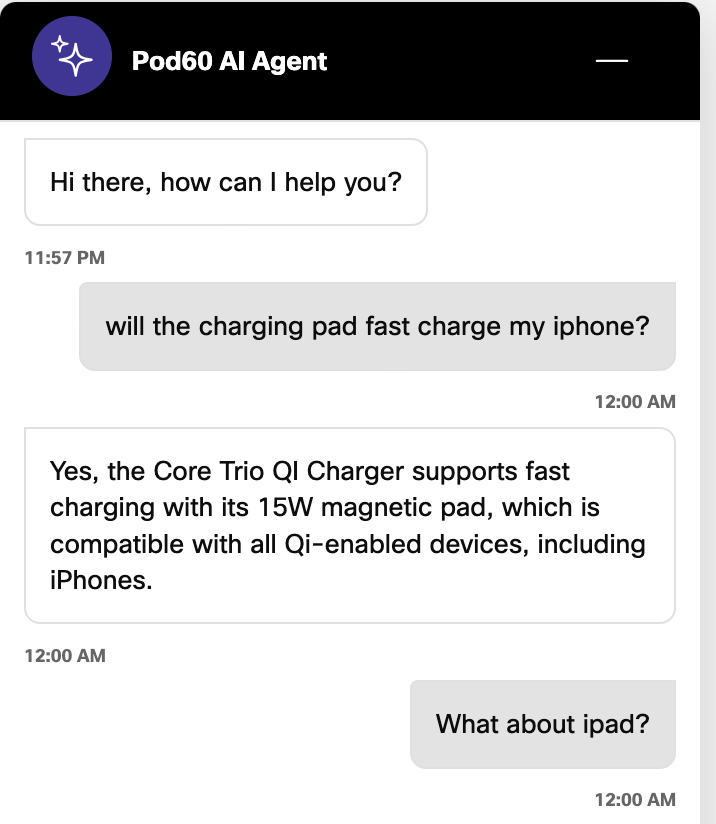 Pod60 AI Agent
Hi there, how can I help you?
11:57 PM
will the charging pad fast charge my iphone?
12:00 AM
Yes, the Core Trio QI Charger supports fast
charging with its 15W magnetic pad, which is
compatible with all Qi-enabled devices, including
iPhones.
12:00 AM
What about ipad?
12:00 AM